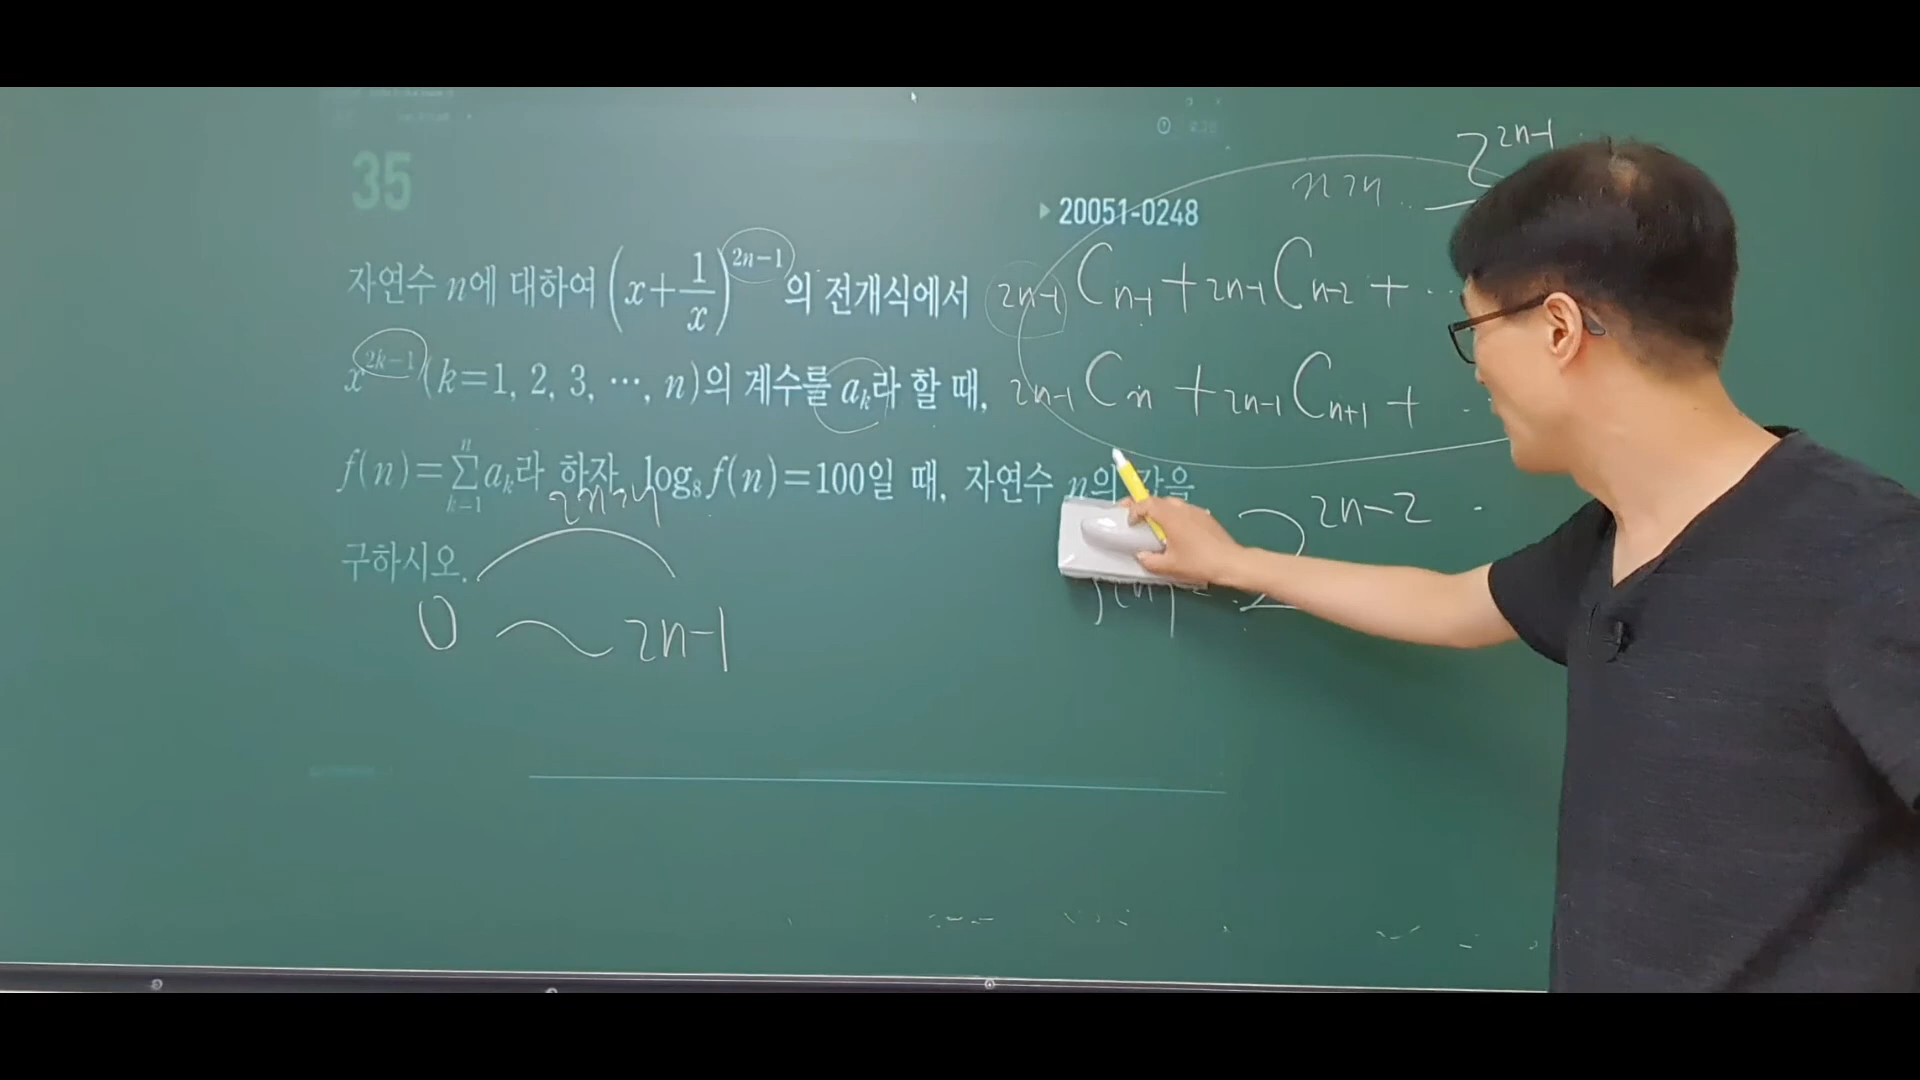 35
▶ 20051-0248
자연수 n에 대하여 (x+1/x)^{2n-1}의 전개식에서
x^{2k-1}(k=1, 2, 3, ⋯, n)의 계수를 a_k라 할 때,
f(n)=∑_{k=1}^{n} a_k라 하자. log_8 f(n)=100일 때, 자연수 n의 값을
구하시오.
2n개
0 ~ 2n-1
2^{2n-1}
n개
_{2n-1}C_{n-1} + _{2n-1}C_{n-2} + ⋯
_{2n-1}C_n + _{2n-1}C_{n+1} + ⋯
2^{2n-2}